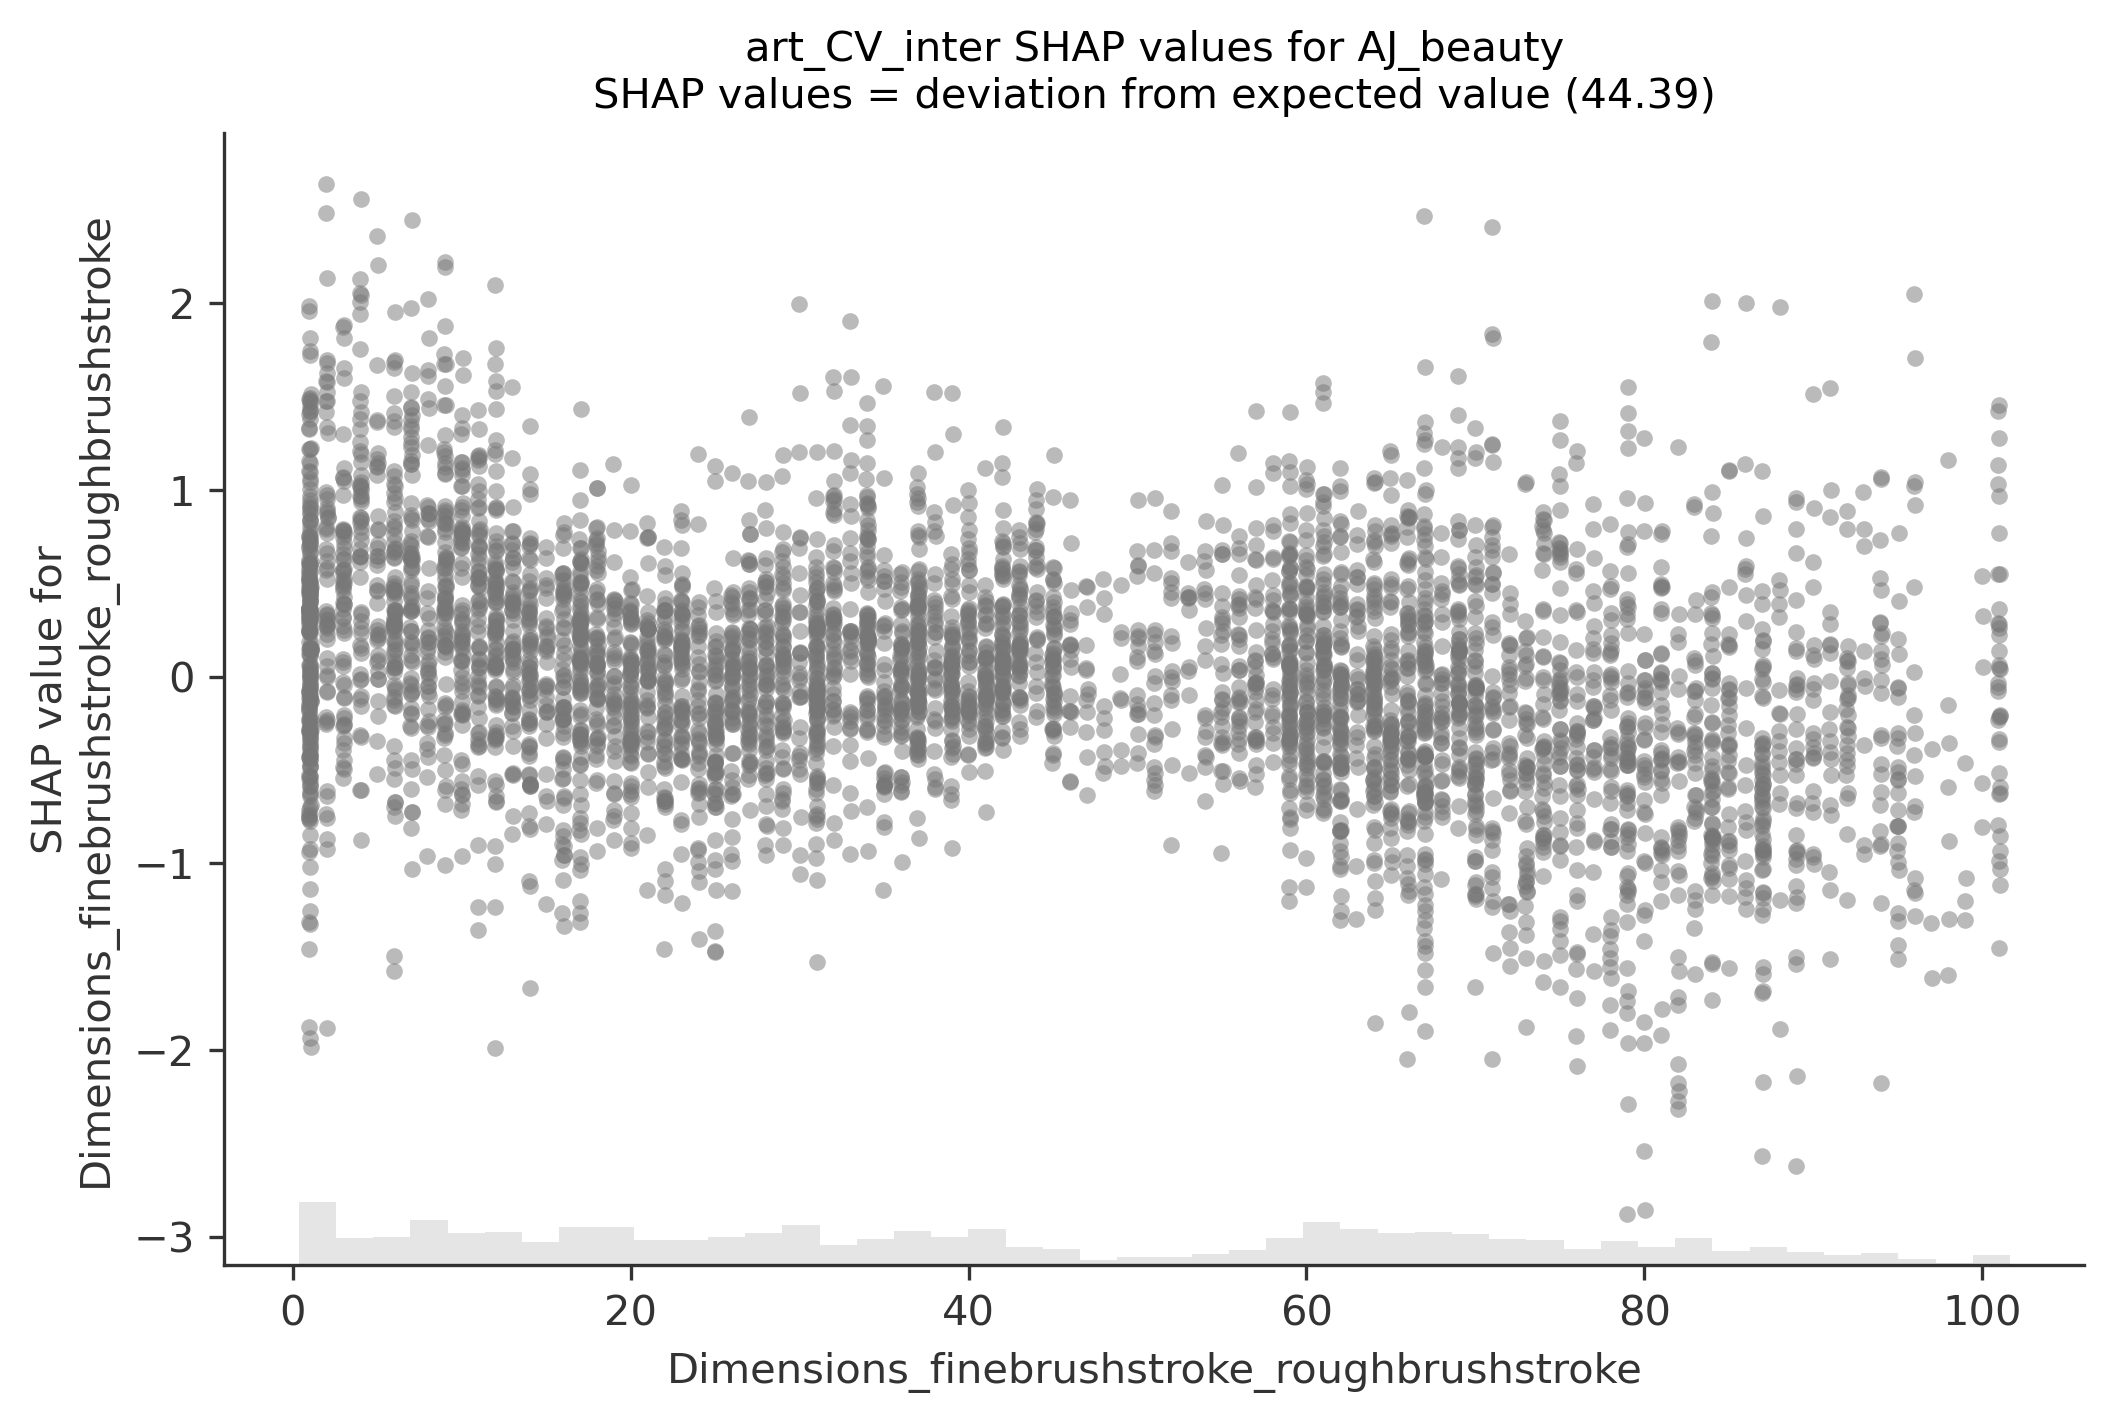 art_CV_inter SHAP values for AJ_beauty
SHAP values = deviation from expected value (44.39)
SHAP value for
Dimensions_finebrushstroke_roughbrushstroke
2
1
0
−1
−2
−3
0 20 40 60 80 100
Dimensions_finebrushstroke_roughbrushstroke